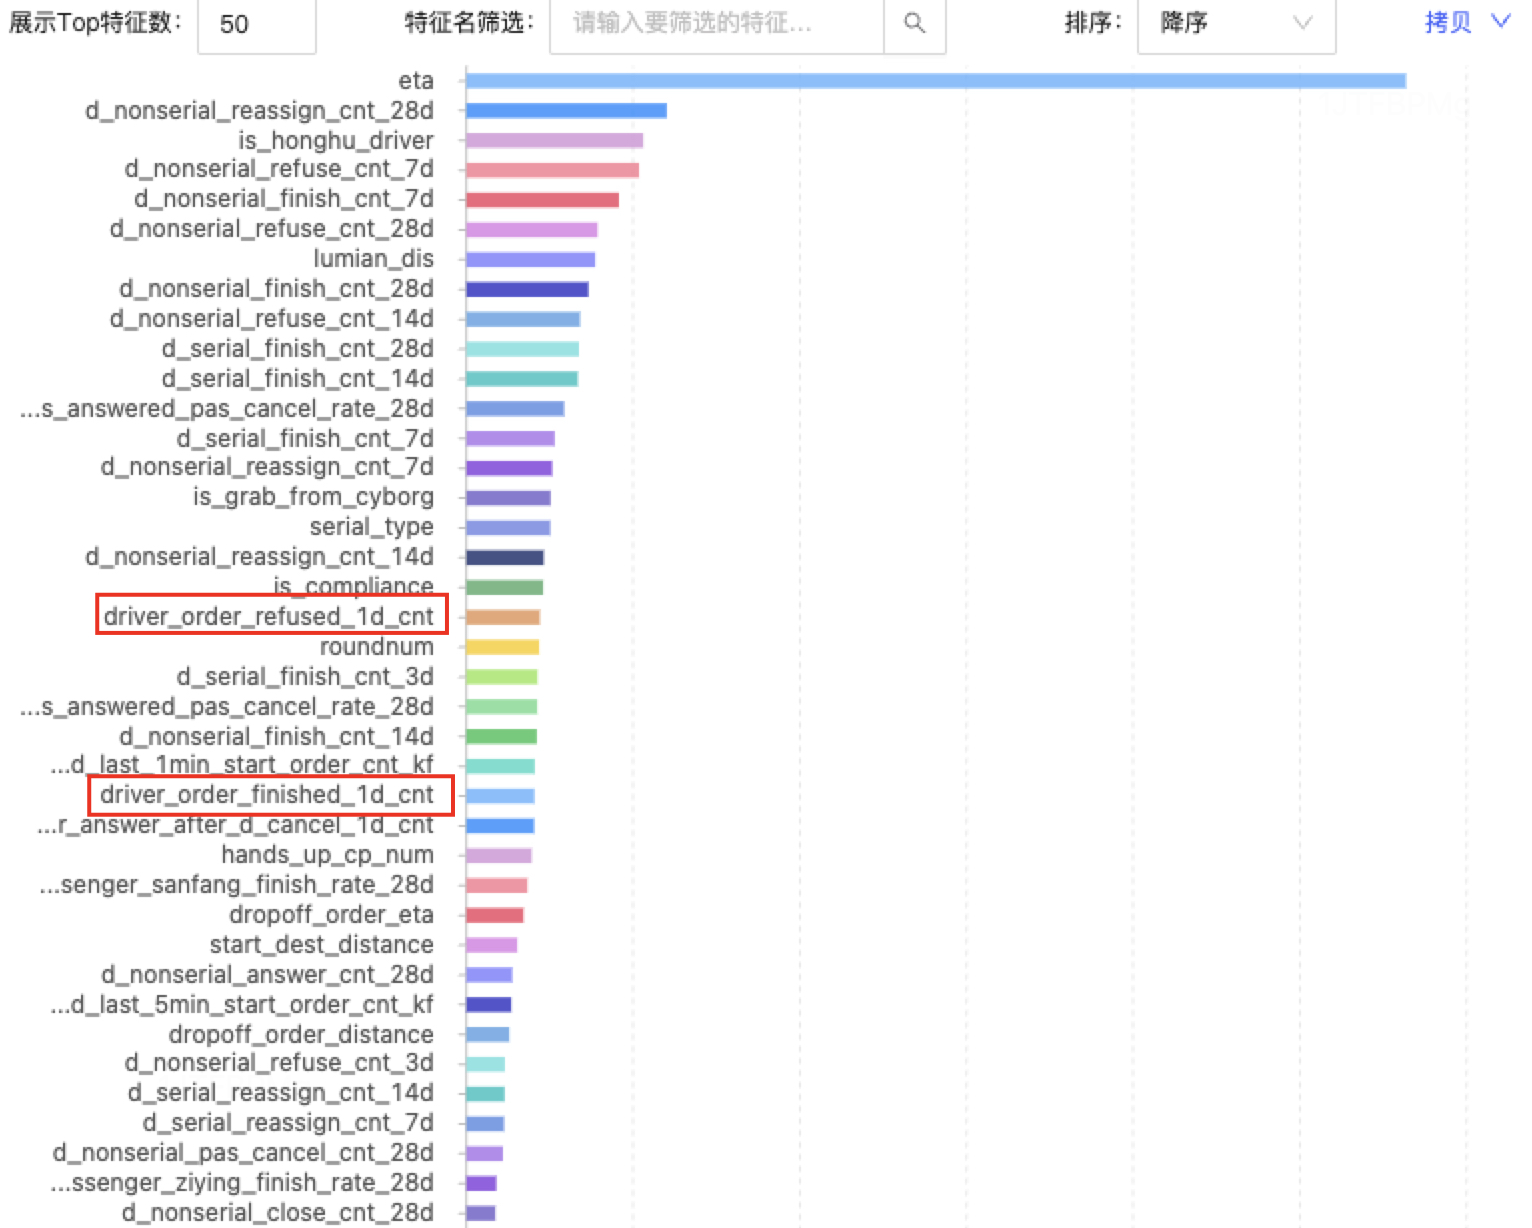 展示Top特征数： 50 特征名筛选： 请输入要筛选的特征... 排序： 降序 拷贝
eta
d_nonserial_reassign_cnt_28d
is_honghu_driver
d_nonserial_refuse_cnt_7d
d_nonserial_finish_cnt_7d
d_nonserial_refuse_cnt_28d
lumian_dis
d_nonserial_finish_cnt_28d
d_nonserial_refuse_cnt_14d
d_serial_finish_cnt_28d
d_serial_finish_cnt_14d
...s_answered_pas_cancel_rate_28d
d_serial_finish_cnt_7d
d_nonserial_reassign_cnt_7d
is_grab_from_cyborg
serial_type
d_nonserial_reassign_cnt_14d
is_compliance
driver_order_refused_1d_cnt
roundnum
d_serial_finish_cnt_3d
...s_answered_pas_cancel_rate_28d
d_nonserial_finish_cnt_14d
...d_last_1min_start_order_cnt_kf
driver_order_finished_1d_cnt
...r_answer_after_d_cancel_1d_cnt
hands_up_cp_num
...senger_sanfang_finish_rate_28d
dropoff_order_eta
start_dest_distance
d_nonserial_answer_cnt_28d
...d_last_5min_start_order_cnt_kf
dropoff_order_distance
d_nonserial_refuse_cnt_3d
d_serial_reassign_cnt_14d
d_serial_reassign_cnt_7d
d_nonserial_pas_cancel_cnt_28d
...ssenger_ziying_finish_rate_28d
d_nonserial_close_cnt_28d